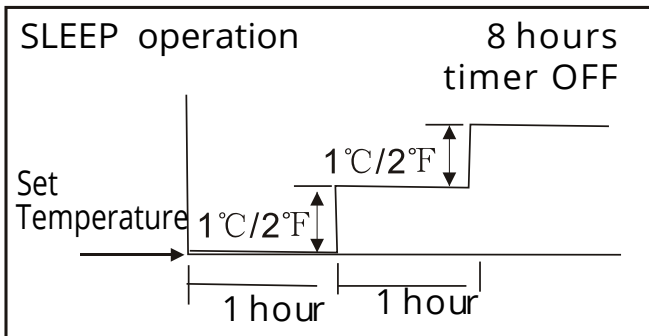 SLEEP operation
8 hours
timer OFF
1℃/2℉
Set
Temperature
1℃/2℉
1 hour
1 hour